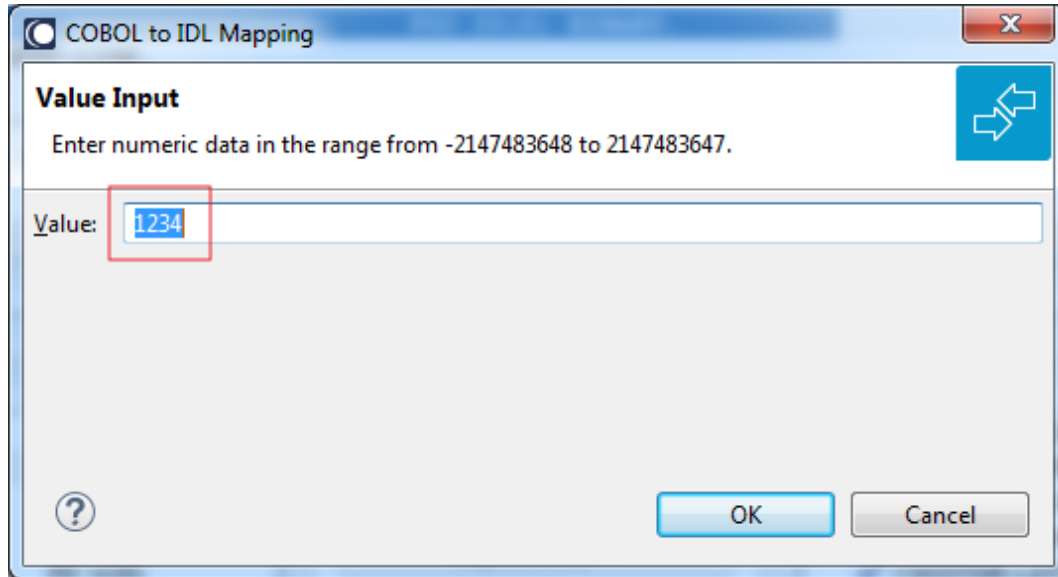 COBOL to IDL Mapping
Value Input
Enter numeric data in the range from -2147483648 to 2147483647.
Value: 1234
?
OK Cancel